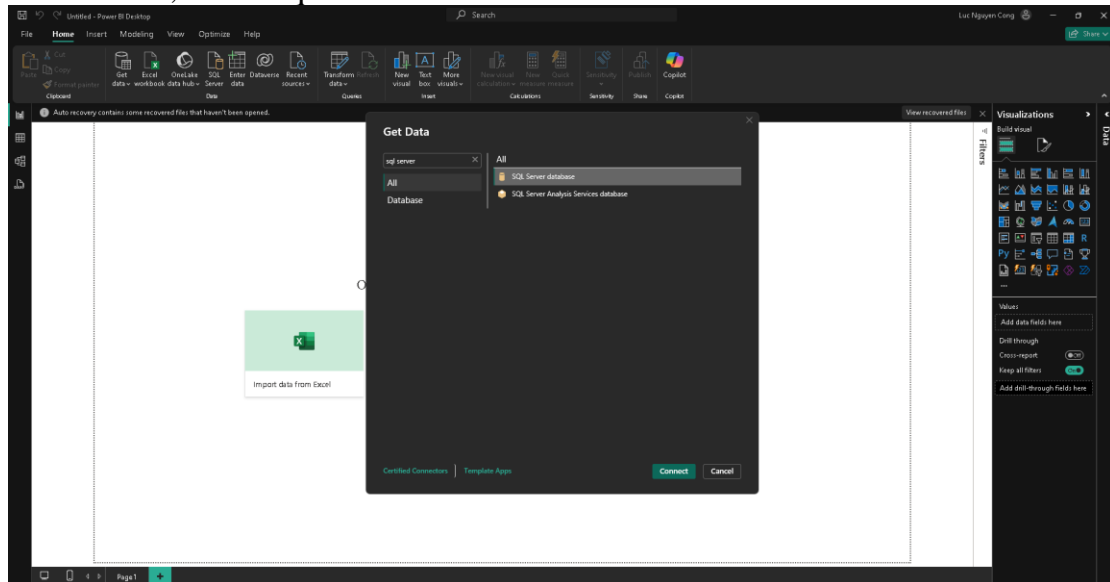 Untitled - Power BI Desktop
Search
Luc Nguyen Cong
File Home Insert Modeling View Optimize Help
Share
Paste
Cut
Copy
Format painter
Clipboard
Get data
Excel workbook
OneLake data hub
SQL Server
Enter data
Dataverse
Recent sources
Data
Transform data
Refresh
Queries
New visual
Text box
More visuals
Insert
New visual calculation
New measure
Quick measure
Calculations
Sensitivity
Sensitivity
Publish
Share
Copilot
Copilot
Auto recovery contains some recovered files that haven't been opened.
View recovered files
Get Data
sql server
All
Database
All
SQL Server database
SQL Server Analysis Services database
Certified Connectors
Template Apps
Connect
Cancel
O
Import data from Excel
Filters
Visualizations
Data
Build visual
R
Py
Values
Add data fields here
Drill through
Cross-report
Off
Keep all filters
On
Add drill-through fields here
Page 1